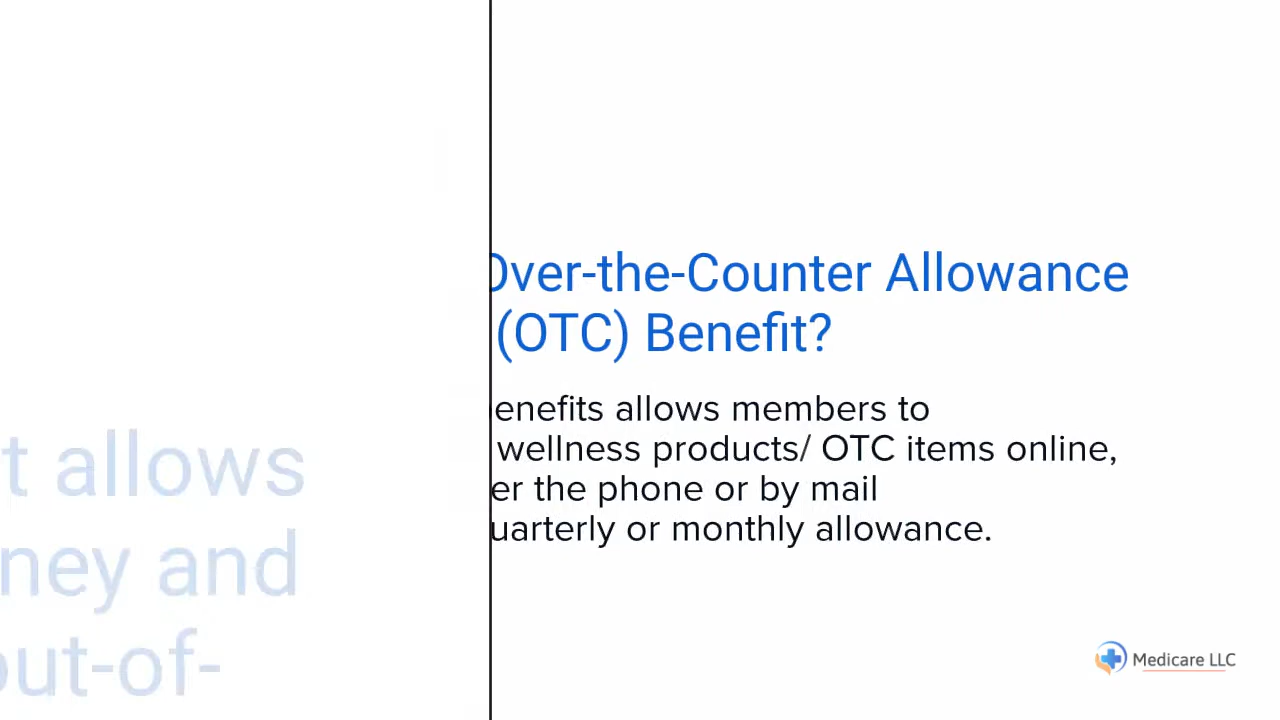 t allows
ney and
out-of-
Over-the-Counter Allowance
(OTC) Benefit?
enefits allows members to
wellness products/ OTC items online,
er the phone or by mail
uarterly or monthly allowance.
Medicare LLC